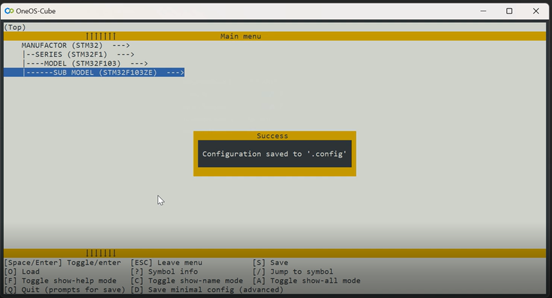 OneOS-Cube
(Top)
Main menu
MANUFACTOR (STM32)  --->
|--SERIES (STM32F1)  --->
|----MODEL (STM32F103)  --->
|------SUB MODEL (STM32F103ZE)  --->
Success
Configuration saved to '.config'
[Space/Enter] Toggle/enter  [ESC] Leave menu  [S] Save
[O] Load  [?] Symbol info  [/] Jump to symbol
[F] Toggle show-help mode  [C] Toggle show-name mode  [A] Toggle show-all mode
[Q] Quit (prompts for save)  [D] Save minimal config (advanced)